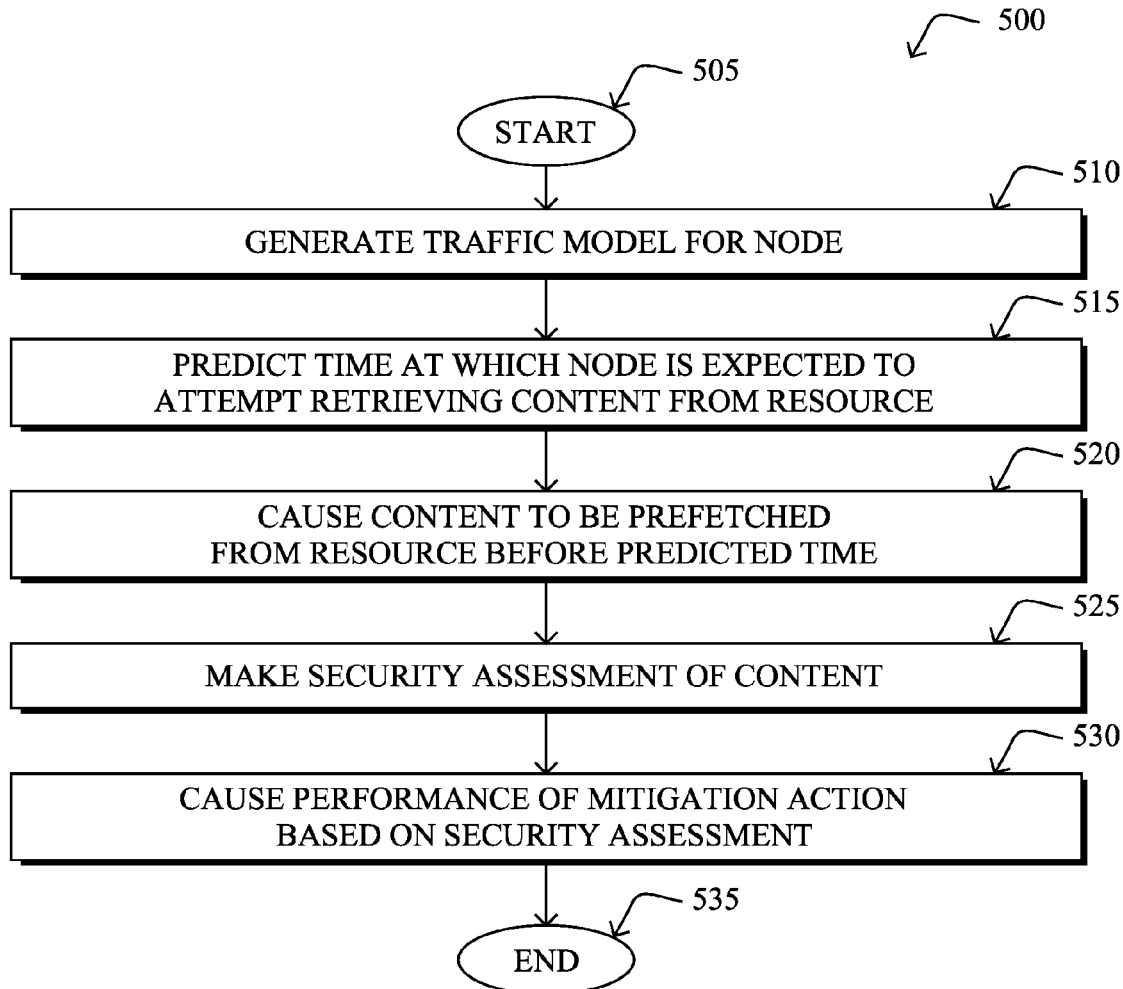 500
505
START
510
GENERATE TRAFFIC MODEL FOR NODE
515
PREDICT TIME AT WHICH NODE IS EXPECTED TO
ATTEMPT RETRIEVING CONTENT FROM RESOURCE
520
CAUSE CONTENT TO BE PREFETCHED
FROM RESOURCE BEFORE PREDICTED TIME
525
MAKE SECURITY ASSESSMENT OF CONTENT
530
CAUSE PERFORMANCE OF MITIGATION ACTION
BASED ON SECURITY ASSESSMENT
535
END